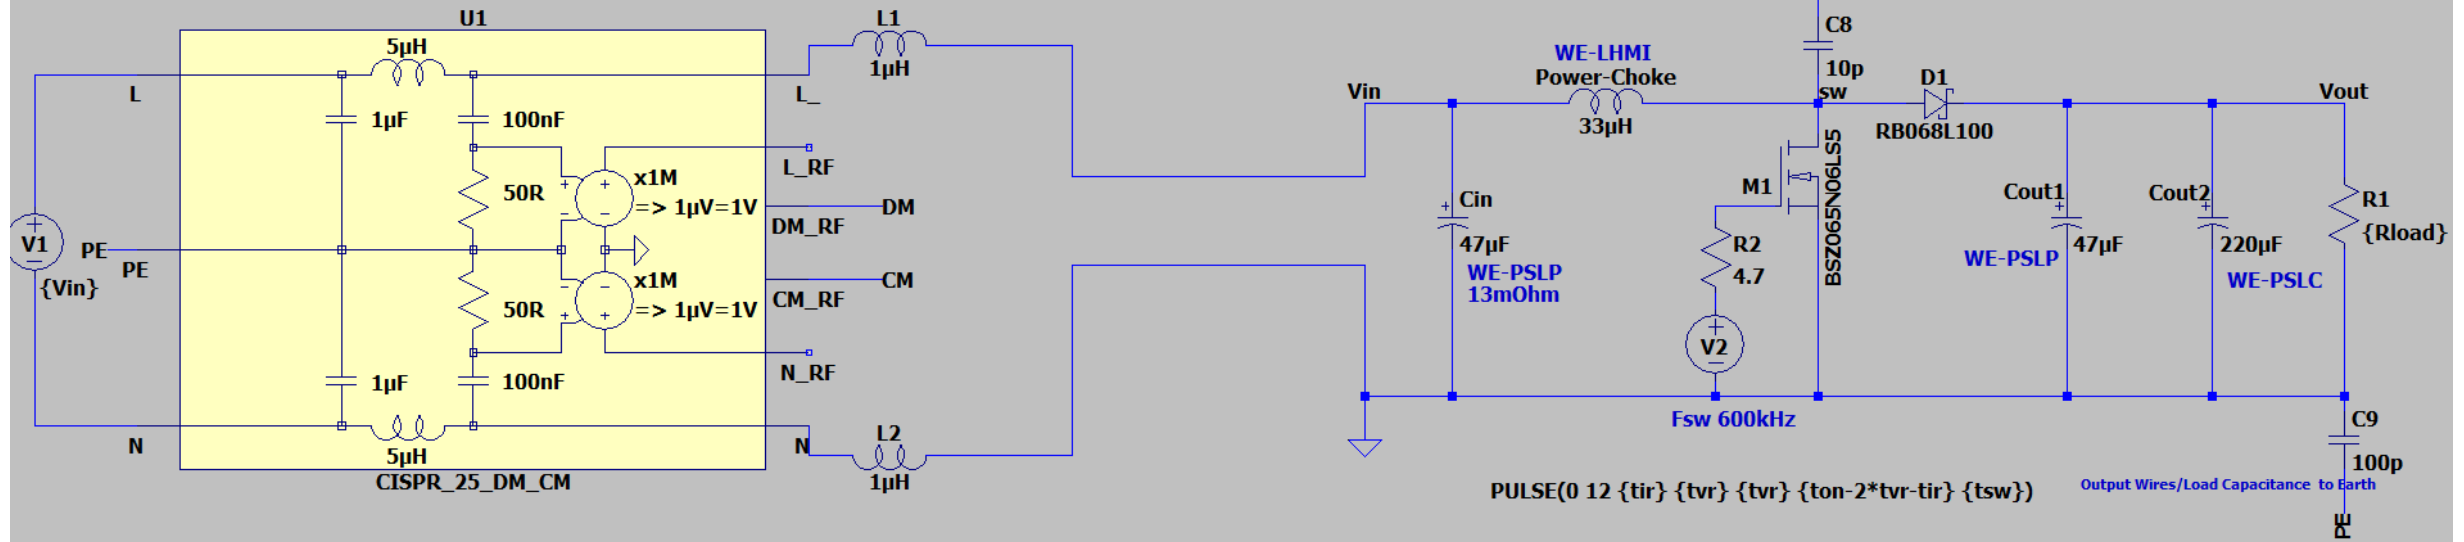 U1
5µH
L
1µF
100nF
50R
x1M
=> 1µV=1V
V1
{Vin}
PE
PE
50R
x1M
=> 1µV=1V
1µF
100nF
N
5µH
CISPR_25_DM_CM
L_
L_RF
DM
DM_RF
CM
CM_RF
N_RF
N
L1
1µH
L2
1µH
Vin
WE-LHMI
Power-Choke
33µH
Cin
47µF
WE-PSLP
13mOhm
C8
10p
sw
D1
RB068L100
M1
BSZ065N06LS5
R2
4.7
V2
Fsw 600kHz
Vout
Cout1
47µF
WE-PSLP
Cout2
220µF
WE-PSLC
R1
{Rload}
C9
100p
PULSE(0 12 {tir} {tvr} {tvr} {ton-2*tvr-tir} {tsw})
Output Wires/Load Capacitance to Earth
PE